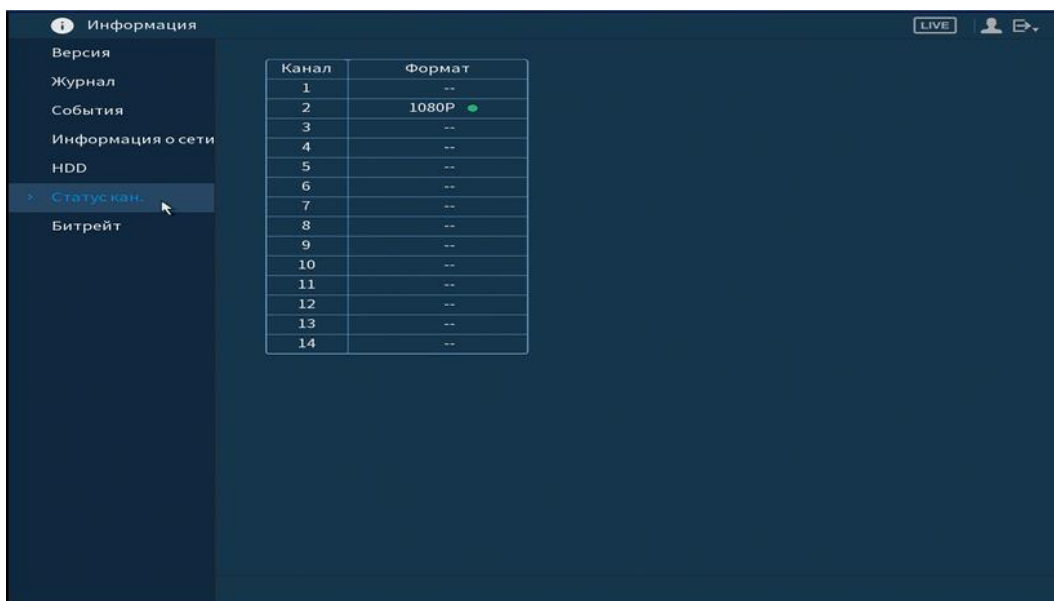 Информация
LIVE
Версия
Журнал
События
Информация о сети
HDD
Статус кан.
Битрейт
Канал Формат
1 --
2 1080P
3 --
4 --
5 --
6 --
7 --
8 --
9 --
10 --
11 --
12 --
13 --
14 --